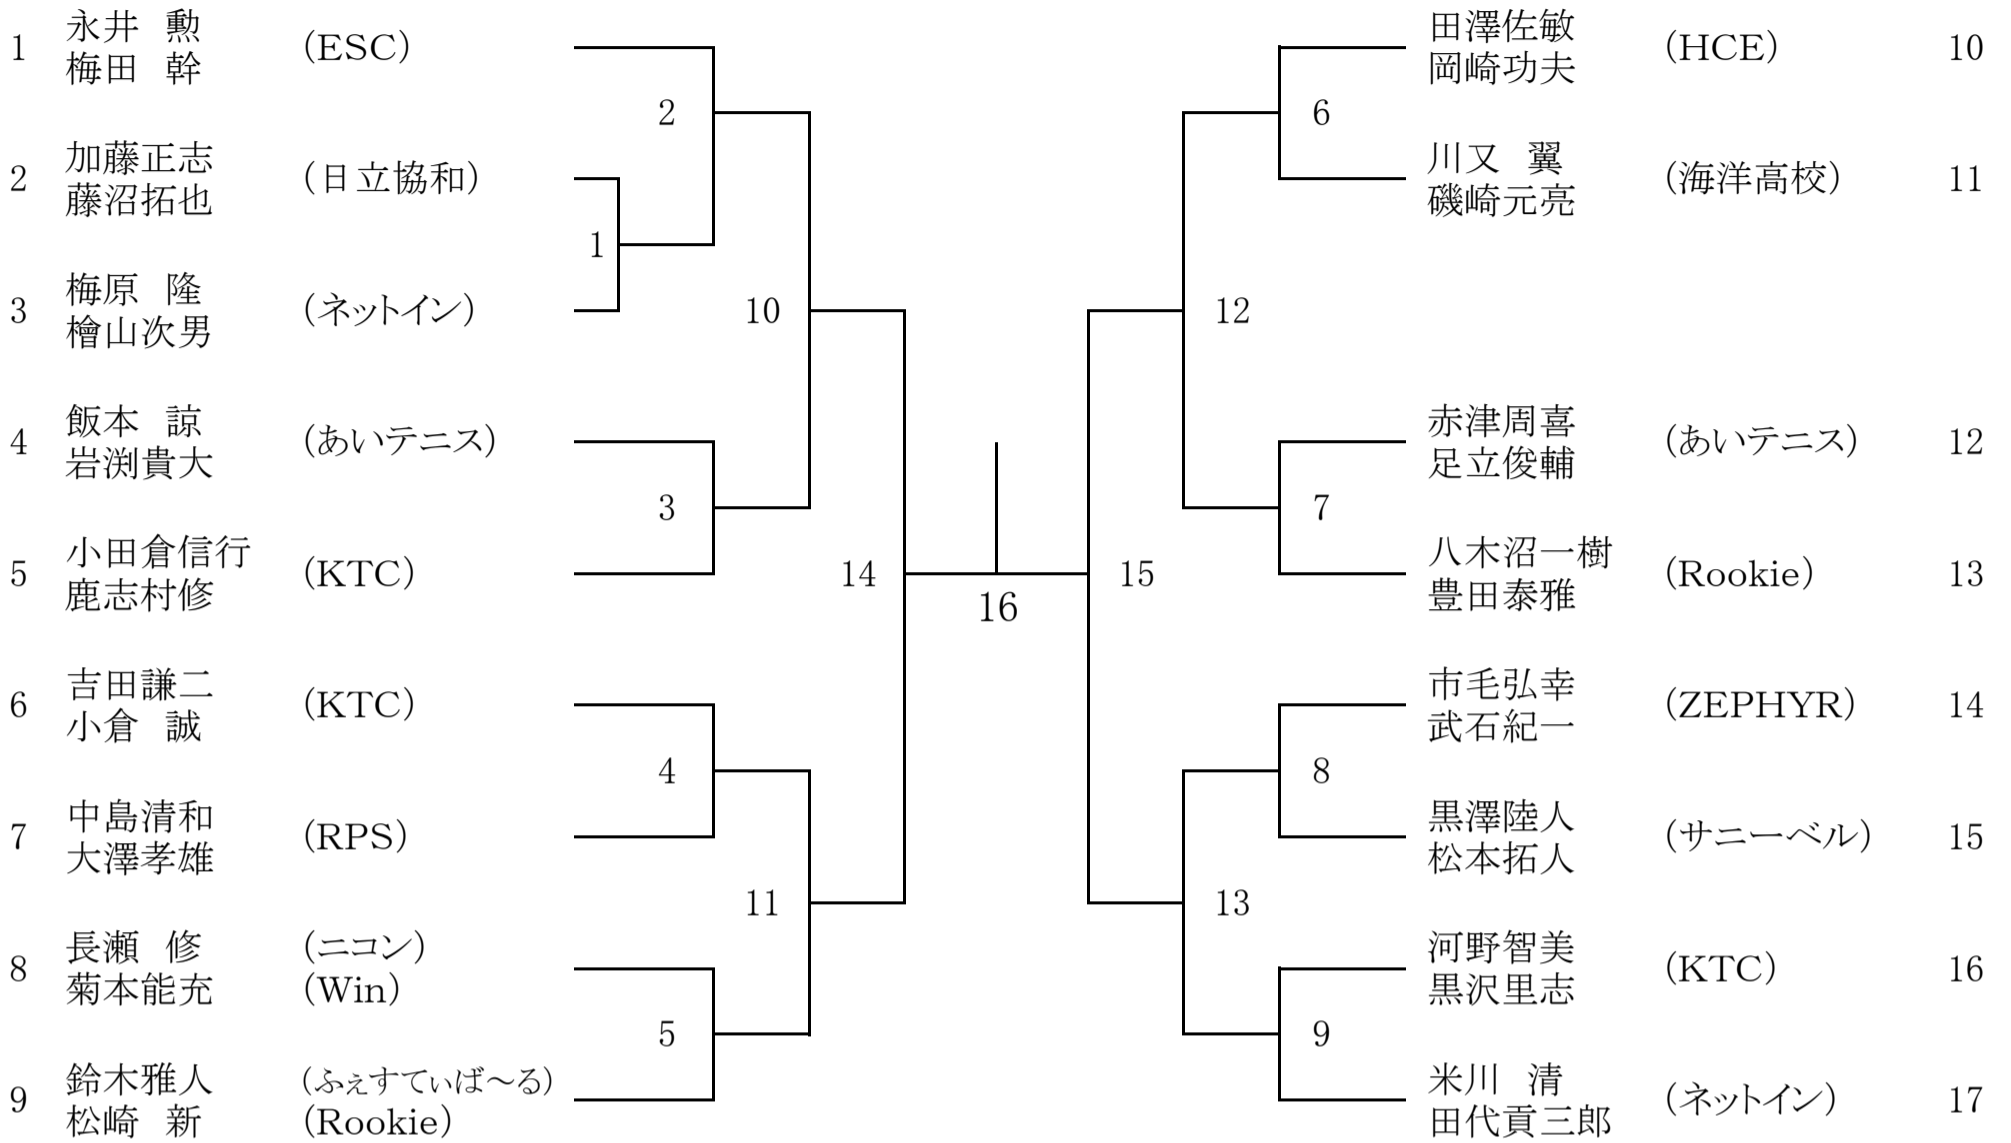 1 永井　勲 (ESC)
梅田　幹
2 加藤正志 (日立協和)
藤沼拓也
3 梅原　隆 (ネットイン)
檜山次男
4 飯本　諒 (あいテニス)
岩渕貴大
5 小田倉信行 (KTC)
鹿志村修
6 吉田謙二 (KTC)
小倉　誠
7 中島清和 (RPS)
大澤孝雄
8 長瀬　修 (ニコン)
菊本能充 (Win)
9 鈴木雅人 (ふぇすてぃば～る)
松崎　新 (Rookie)
2
1
10
3
14
4
11
5
16
6
12
7
15
8
13
9
田澤佐敏 (HCE) 10
岡崎功夫
川又　翼 (海洋高校) 11
磯崎元亮
赤津周喜 (あいテニス) 12
足立俊輔
八木沼一樹 (Rookie) 13
豊田泰雅
市毛弘幸 (ZEPHYR) 14
武石紀一
黒澤陸人 (サニーベル) 15
松本拓人
河野智美 (KTC) 16
黒沢里志
米川　清 (ネットイン) 17
田代貢三郎